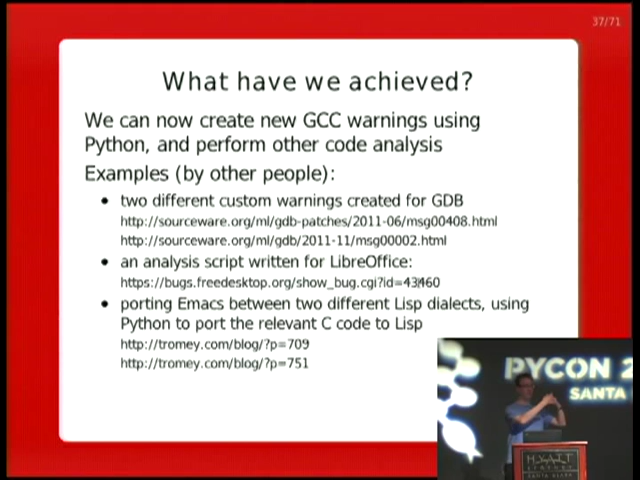 37/71
What have we achieved?
We can now create new GCC warnings using
Python, and perform other code analysis
Examples (by other people):
• two different custom warnings created for GDB
http://sourceware.org/ml/gdb-patches/2011-06/msg00408.html
http://sourceware.org/ml/gdb/2011-11/msg00002.html
• an analysis script written for LibreOffice:
https://bugs.freedesktop.org/show_bug.cgi?id=43460
• porting Emacs between two different Lisp dialects, using
Python to port the relevant C code to Lisp
http://tromey.com/blog/?p=709
http://tromey.com/blog/?p=751
PYCON 2
SANTA
HYATT